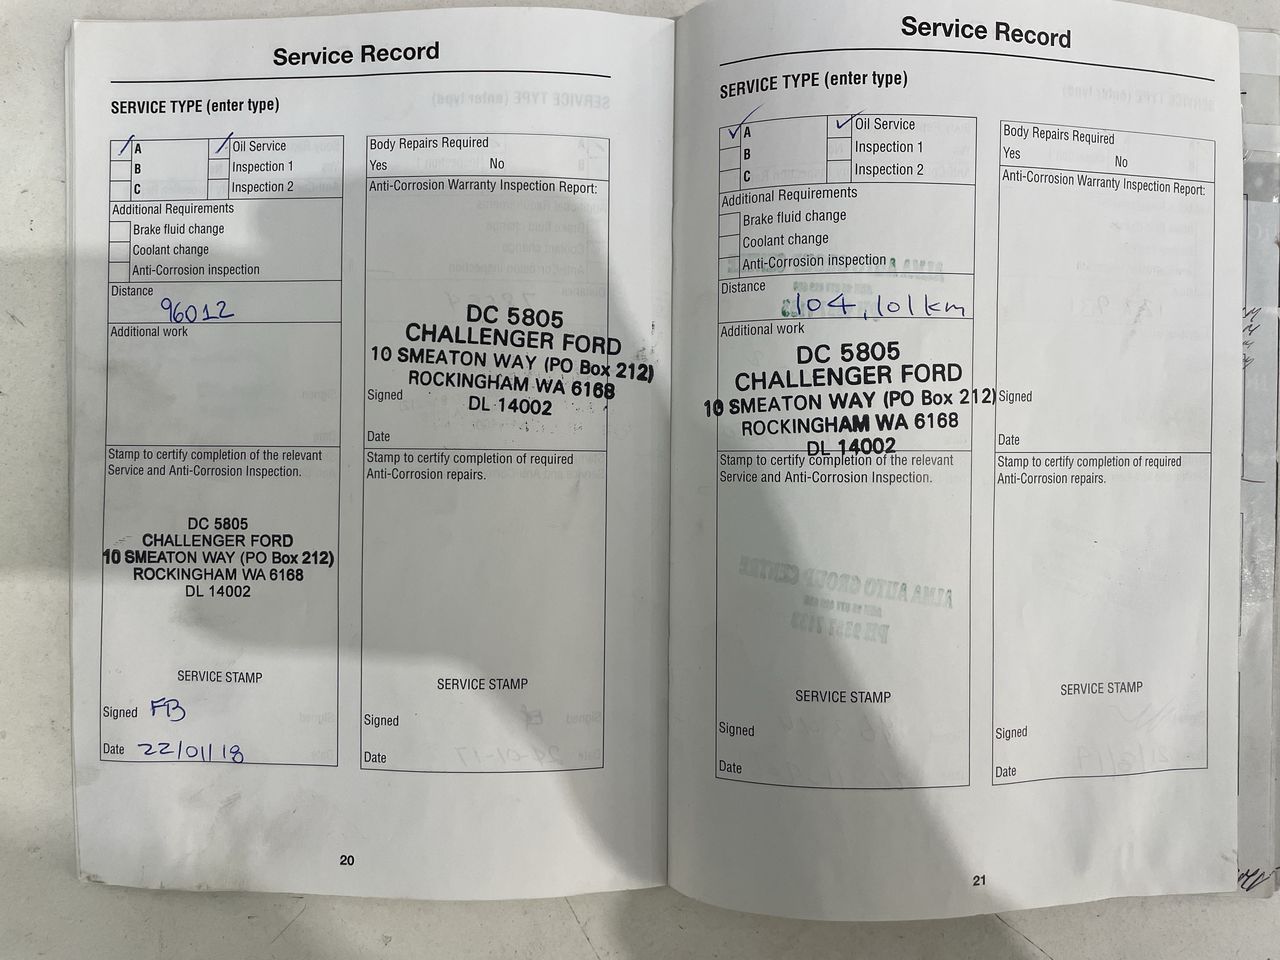 Service Record
SERVICE TYPE (enter type)
A
Oil Service
B
Inspection 1
C
Inspection 2
Additional Requirements
Brake fluid change
Coolant change
Anti-Corrosion inspection
Distance
96012
Additional work
Stamp to certify completion of the relevant
Service and Anti-Corrosion Inspection.
DC 5805
CHALLENGER FORD
10 SMEATON WAY (PO Box 212)
ROCKINGHAM WA 6168
DL 14002
SERVICE STAMP
Signed FB
Date 22/01/18
Body Repairs Required
Yes No
Anti-Corrosion Warranty Inspection Report:
DC 5805
CHALLENGER FORD
10 SMEATON WAY (PO Box 212)
ROCKINGHAM WA 6168
DL 14002
Signed
Date
Stamp to certify completion of required
Anti-Corrosion repairs.
SERVICE STAMP
Signed
Date
20
Service Record
SERVICE TYPE (enter type)
A
Oil Service
B
Inspection 1
C
Inspection 2
Additional Requirements
Brake fluid change
Coolant change
Anti-Corrosion inspection
Distance
104,101km
Additional work
DC 5805
CHALLENGER FORD
10 SMEATON WAY (PO Box 212)
ROCKINGHAM WA 6168
DL 14002
Stamp to certify completion of the relevant
Service and Anti-Corrosion Inspection.
ALMA AUTO GROUP CENTRE
SERVICE STAMP
Signed
Date
Body Repairs Required
Yes No
Anti-Corrosion Warranty Inspection Report:
Signed
Date
Stamp to certify completion of required
Anti-Corrosion repairs.
SERVICE STAMP
Signed
Date
21